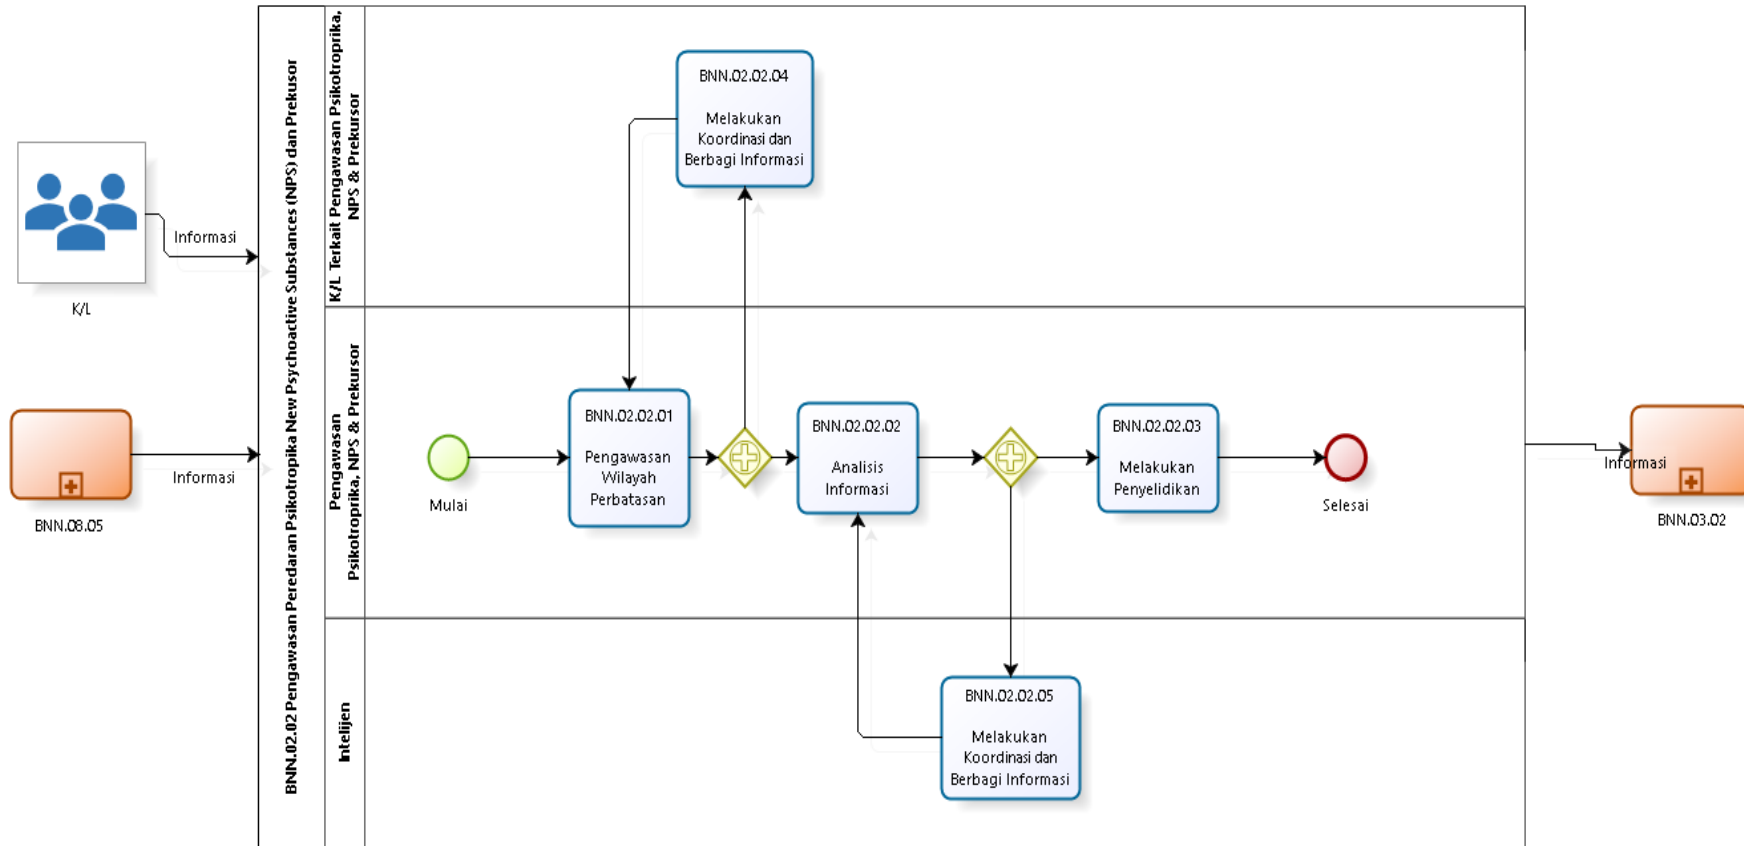 K/L
Informasi
BNN.08.05
Informasi
BNN.02.02 Pengawasan Peredaran Psikotropika New Psychoactive Substances (NPS) dan Prekusor
K/L Terkait Pengawasan Psikotroprika,
NPS & Prekursor
BNN.02.02.04
Melakukan
Koordinasi dan
Berbagi Informasi
Pengawasan
Psikotroprika, NPS & Prekursor
Mulai
BNN.02.02.01
Pengawasan
Wilayah
Perbatasan
BNN.02.02.02
Analisis
Informasi
BNN.02.02.03
Melakukan
Penyelidikan
Selesai
Intelijen
BNN.02.02.05
Melakukan
Koordinasi dan
Berbagi Informasi
Informasi
BNN.03.02